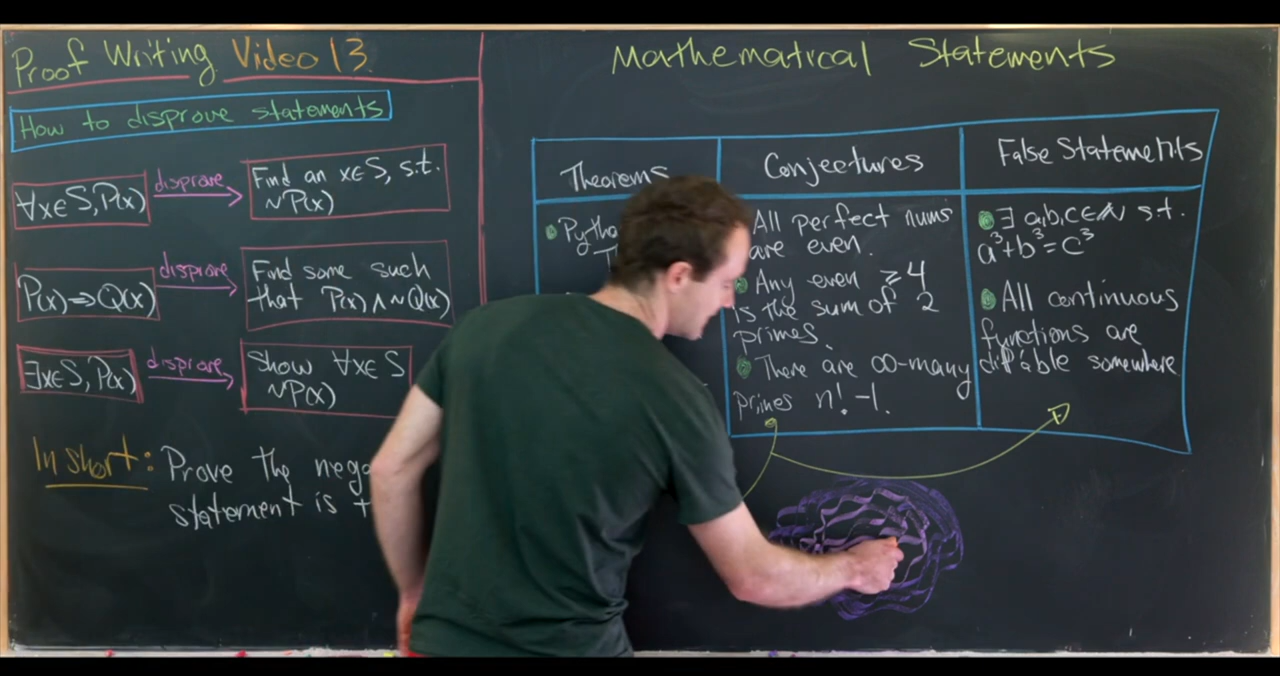 Proof Writing Video 13
How to disprove statements
∀x∈S, P(x)
disprove
Find an x∈S, s.t.
~P(x)
P(x)⇒Q(x)
disprove
Find some such
that P(x)∧~Q(x)
∃x∈S, P(x)
disprove
Show ∀x∈S
~P(x)
In short: Prove the
statement is
Mathematical Statements
Theorems
Conjectures
All perfect nums
are even.
Any even ≥4
is the sum of 2
primes.
There are ∞-many
primes n!-1.
False Statements
∃ a,b,c∈ℕ s.t.
a³+b³=c³
All continuous
functions are
diff'able somewhere